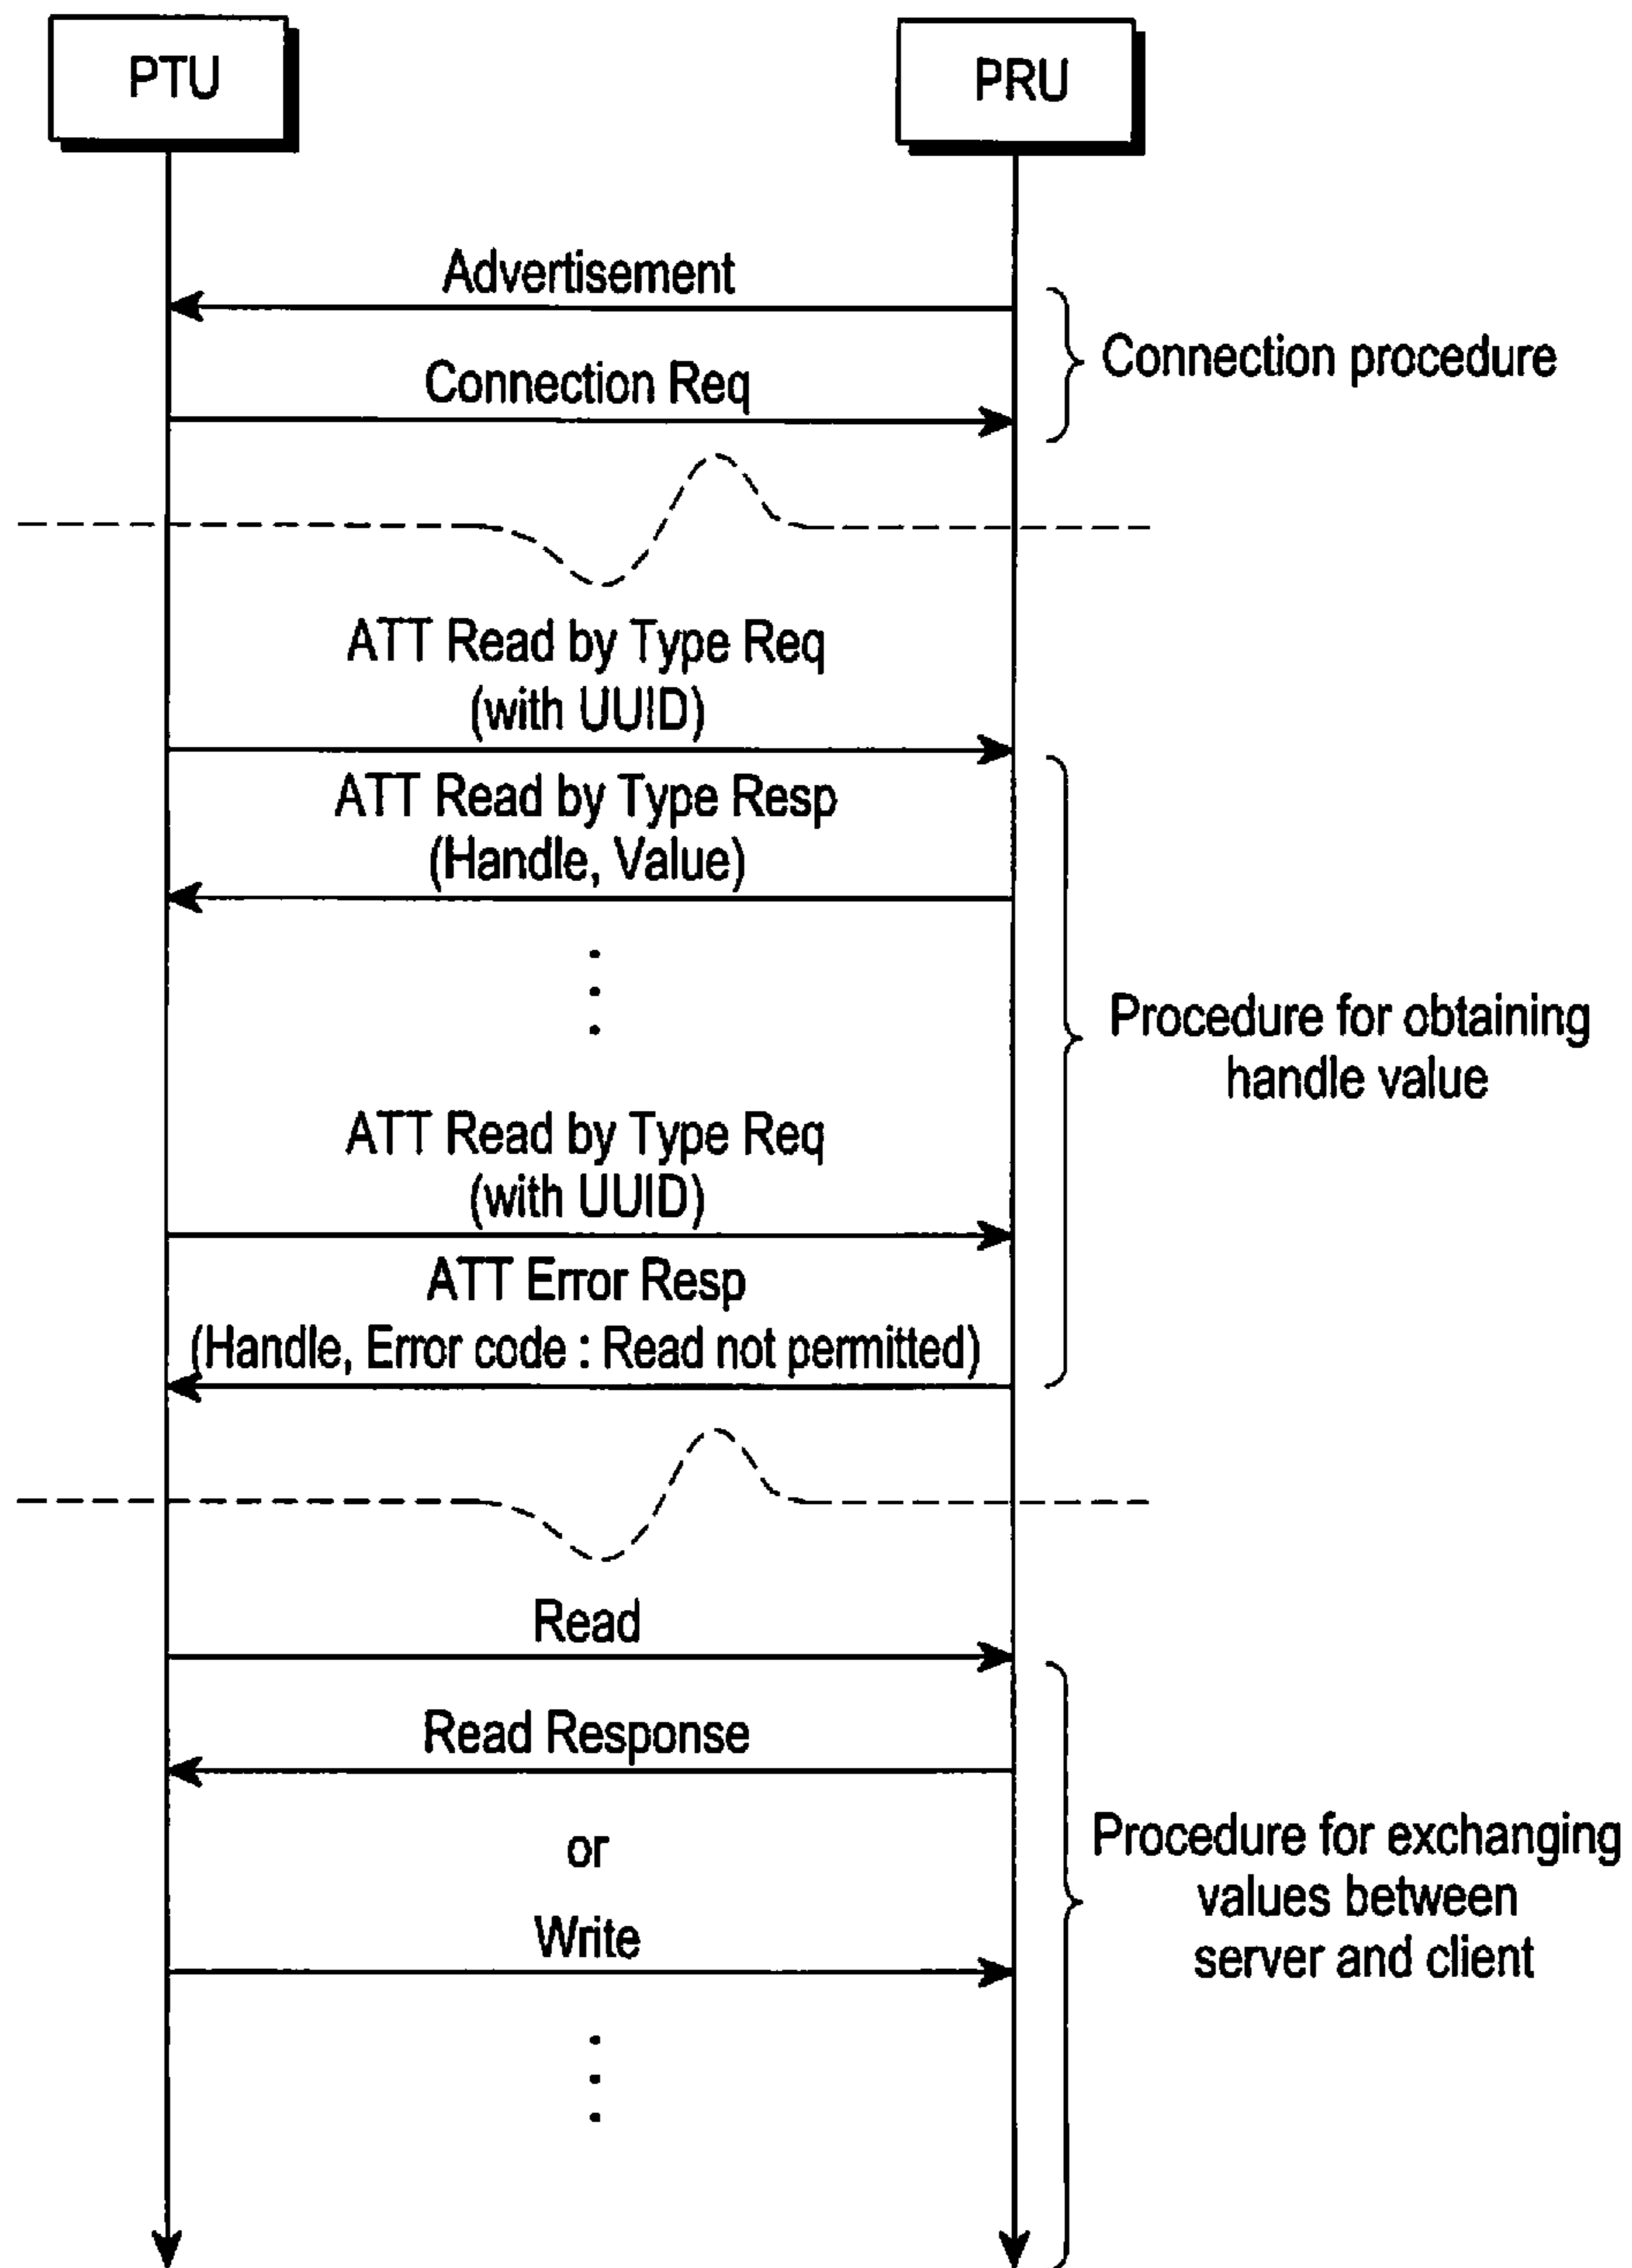 PTU
PRU
Advertisement
Connection Req
Connection procedure
ATT Read by Type Req
(with UUID)
ATT Read by Type Resp
(Handle, Value)
Procedure for obtaining
handle value
ATT Read by Type Req
(with UUID)
ATT Error Resp
(Handle, Error code : Read not permitted)
Read
Read Response
or
Write
Procedure for exchanging
values between
server and client